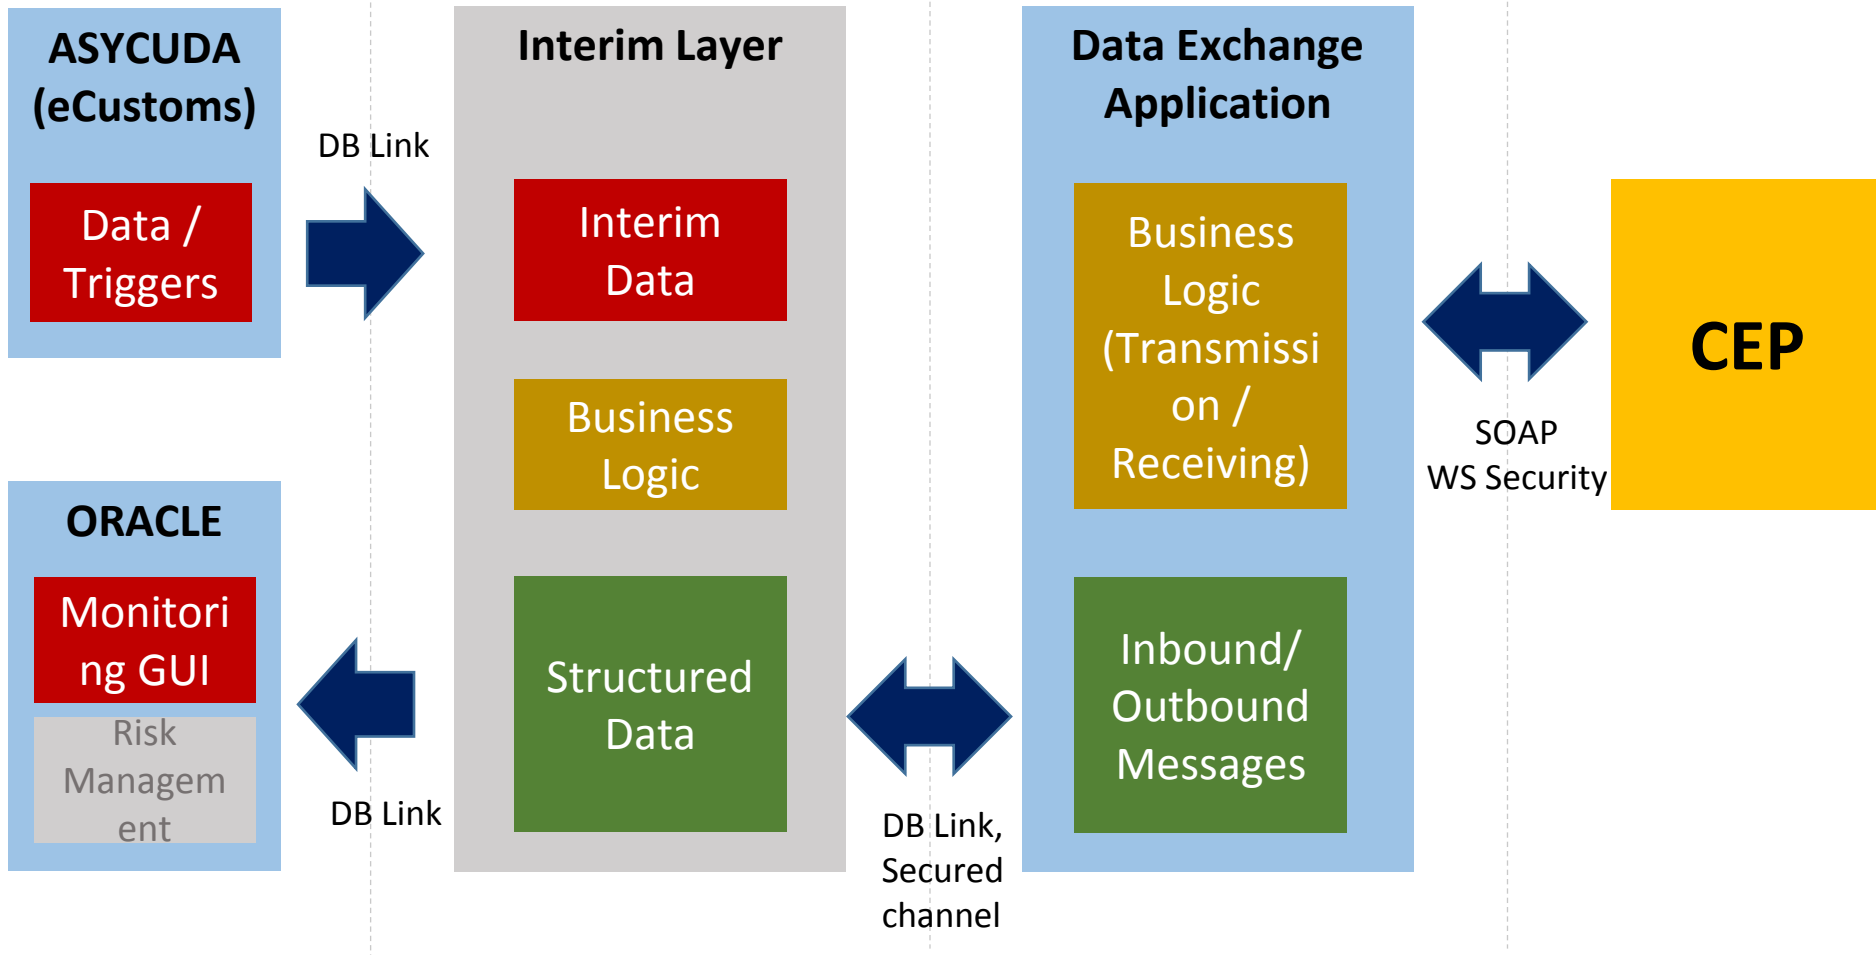 ASYCUDA
(eCustoms)
Data /
Triggers
DB Link
Interim Layer
Interim
Data
Business
Logic
Structured
Data
ORACLE
Monitori
ng GUI
Risk
Managem
ent
DB Link
DB Link,
Secured
channel
Data Exchange
Application
Business
Logic
(Transmissi
on /
Receiving)
Inbound/
Outbound
Messages
SOAP
WS Security
CEP